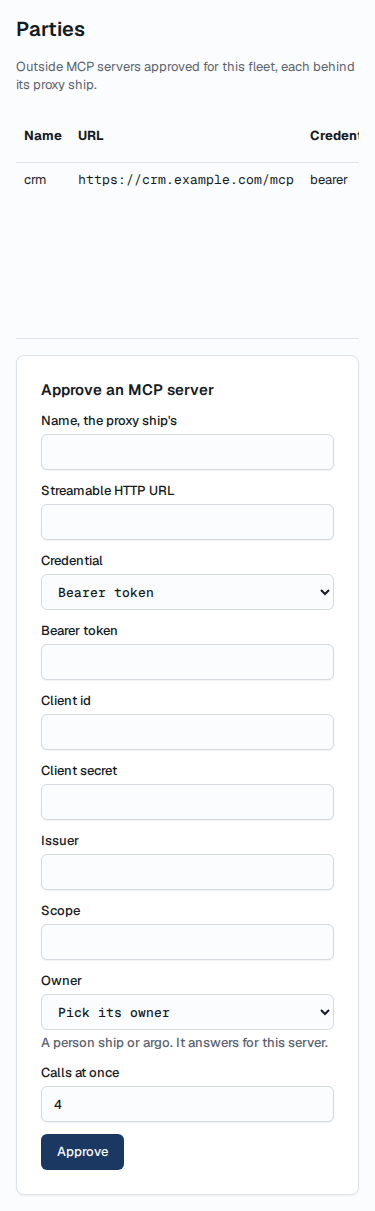 Parties
Outside MCP servers approved for this fleet, each behind
its proxy ship.
Name URL
crm https://crm.example.com/mcp bearer
Approve an MCP server
Name, the proxy ship's
Streamable HTTP URL
Credential
Bearer token
Bearer token
Client id
Client secret
Issuer
Scope
Owner
Pick its owner
A person ship or argo. It answers for this server.
Calls at once
4
Approve